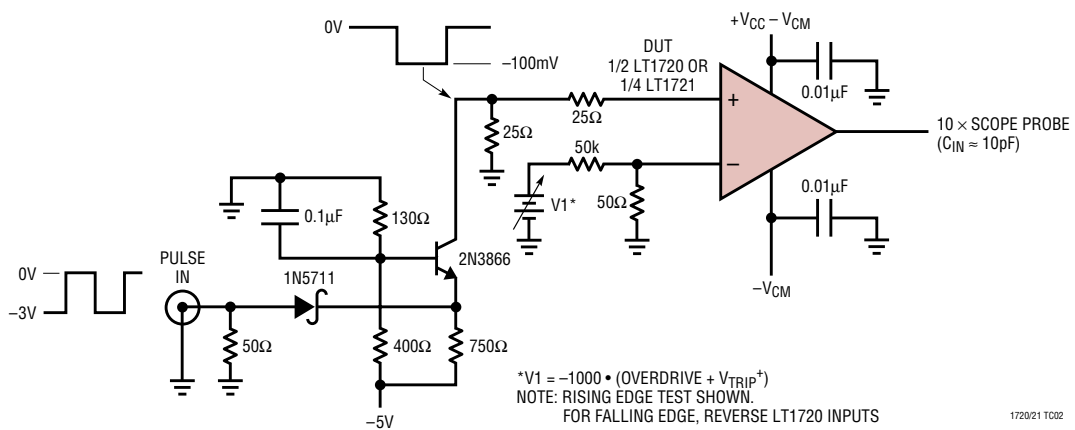 0V
–100mV
DUT
1/2 LT1720 OR
1/4 LT1721
+VCC – VCM
0.01µF
25Ω
25Ω
50k
V1*
50Ω
+
–
10 × SCOPE PROBE
(CIN ≈ 10pF)
0.01µF
–VCM
0.1µF
130Ω
2N3866
PULSE
IN
0V
–3V
1N5711
50Ω
400Ω
750Ω
–5V
*V1 = –1000 • (OVERDRIVE + VTRIP+)
NOTE: RISING EDGE TEST SHOWN.
FOR FALLING EDGE, REVERSE LT1720 INPUTS
1720/21 TC02